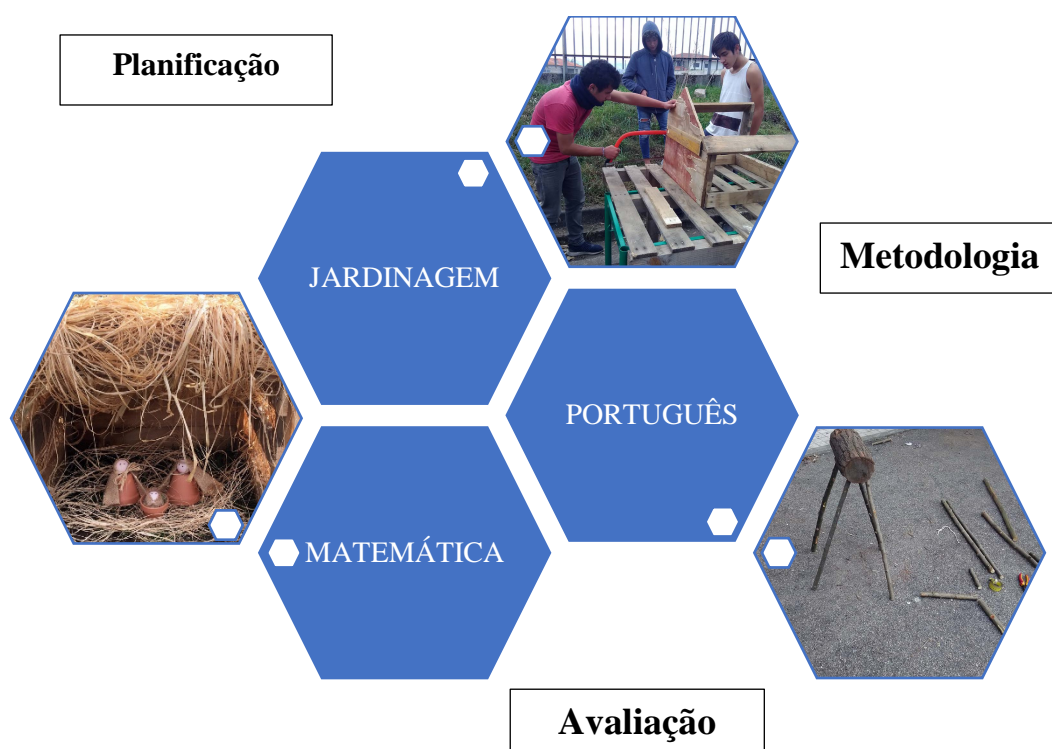 Planificação
JARDINAGEM
Metodologia
PORTUGUÊS
MATEMÁTICA
Avaliação